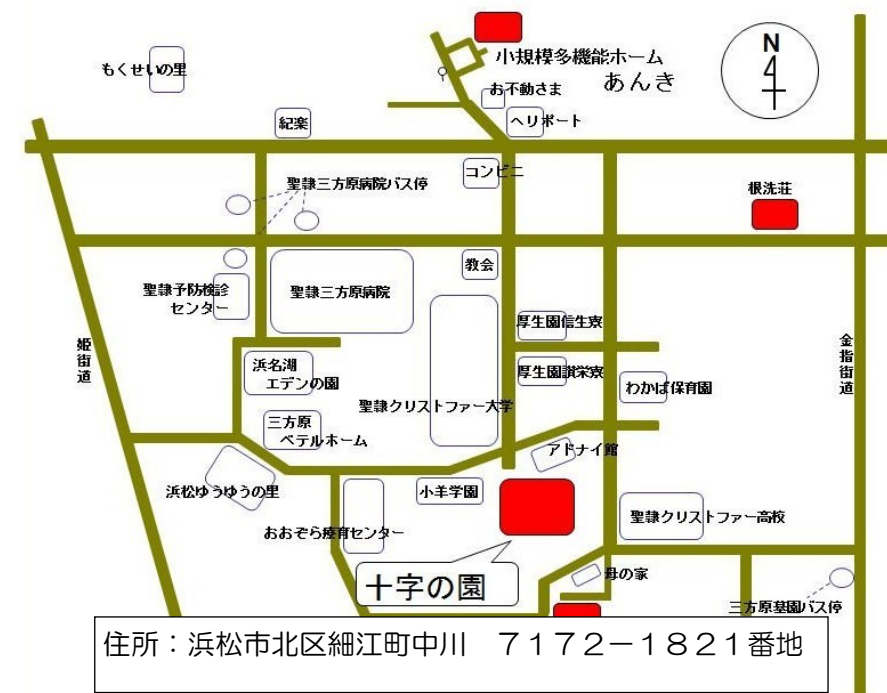 N
もくせいの里
小規模多機能ホーム
あんき
お不動さま
紀楽
ヘリポート
聖隷三方原病院バス停
コンビニ
根洗荘
教会
聖隷予防検診
センター
聖隷三方原病院
厚生園信生寮
姫街道
金指街道
浜名湖
エデンの園
厚生園讃栄寮
わかば保育園
聖隷クリストファー大学
三方原
ベテルホーム
アドナイ館
浜松ゆうゆうの里
小羊学園
おおぞら療育センター
聖隷クリストファー高校
十字の園
母の家
三方原墓園バス停
住所：浜松市北区細江町中川　７１７２－１８２１番地